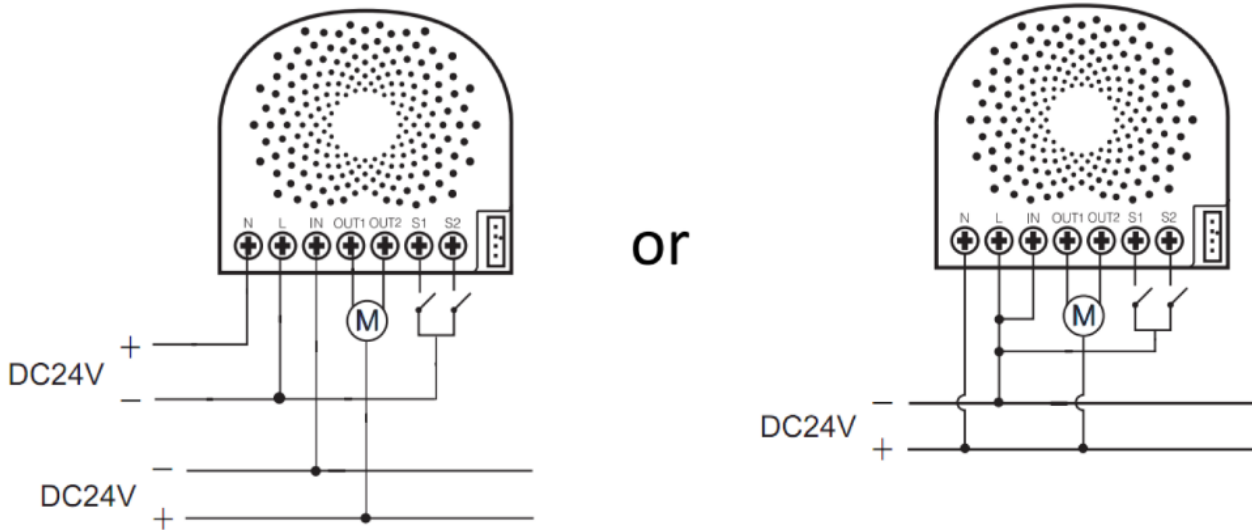 N L IN OUT1 OUT2 S1 S2
M
+
DC24V
−
−
DC24V
+
or
N L IN OUT1 OUT2 S1 S2
M
−
DC24V
+